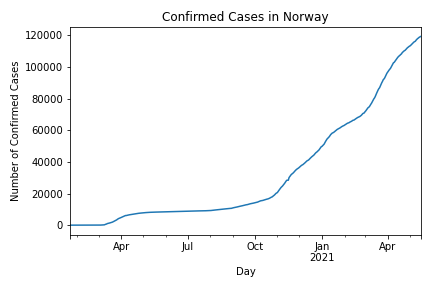 Confirmed Cases in Norway
120000
100000
80000
60000
40000
20000
0
Number of Confirmed Cases
Apr
Jul
Oct
Jan
2021
Apr
Day